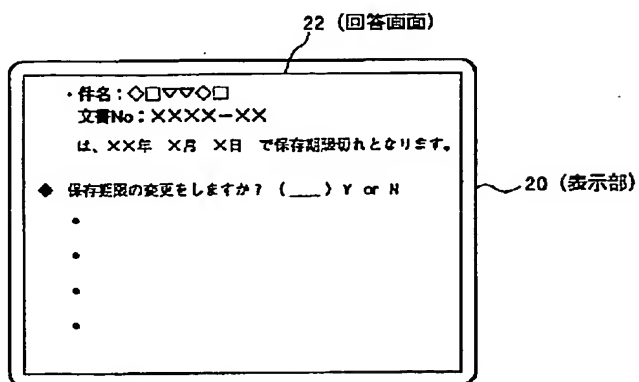 22 (回答画面)
・件名:◇□▽▽◇□
文書No:××××-××
は、××年 ×月 ×日 で保存期限切れとなります。
◆ 保存期限の変更をしますか? (___) Y or N
20 (表示部)